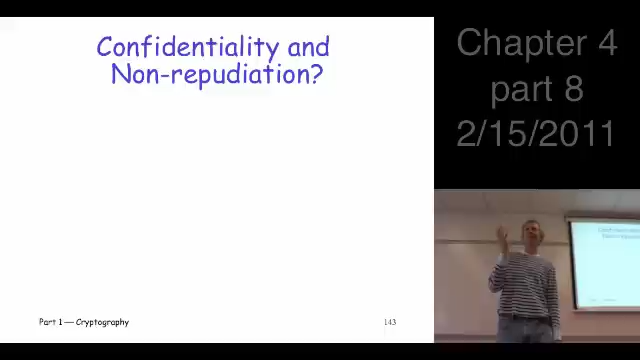 Confidentiality and
Non-repudiation?
Part 1 — Cryptography
143
Chapter 4
part 8
2/15/2011